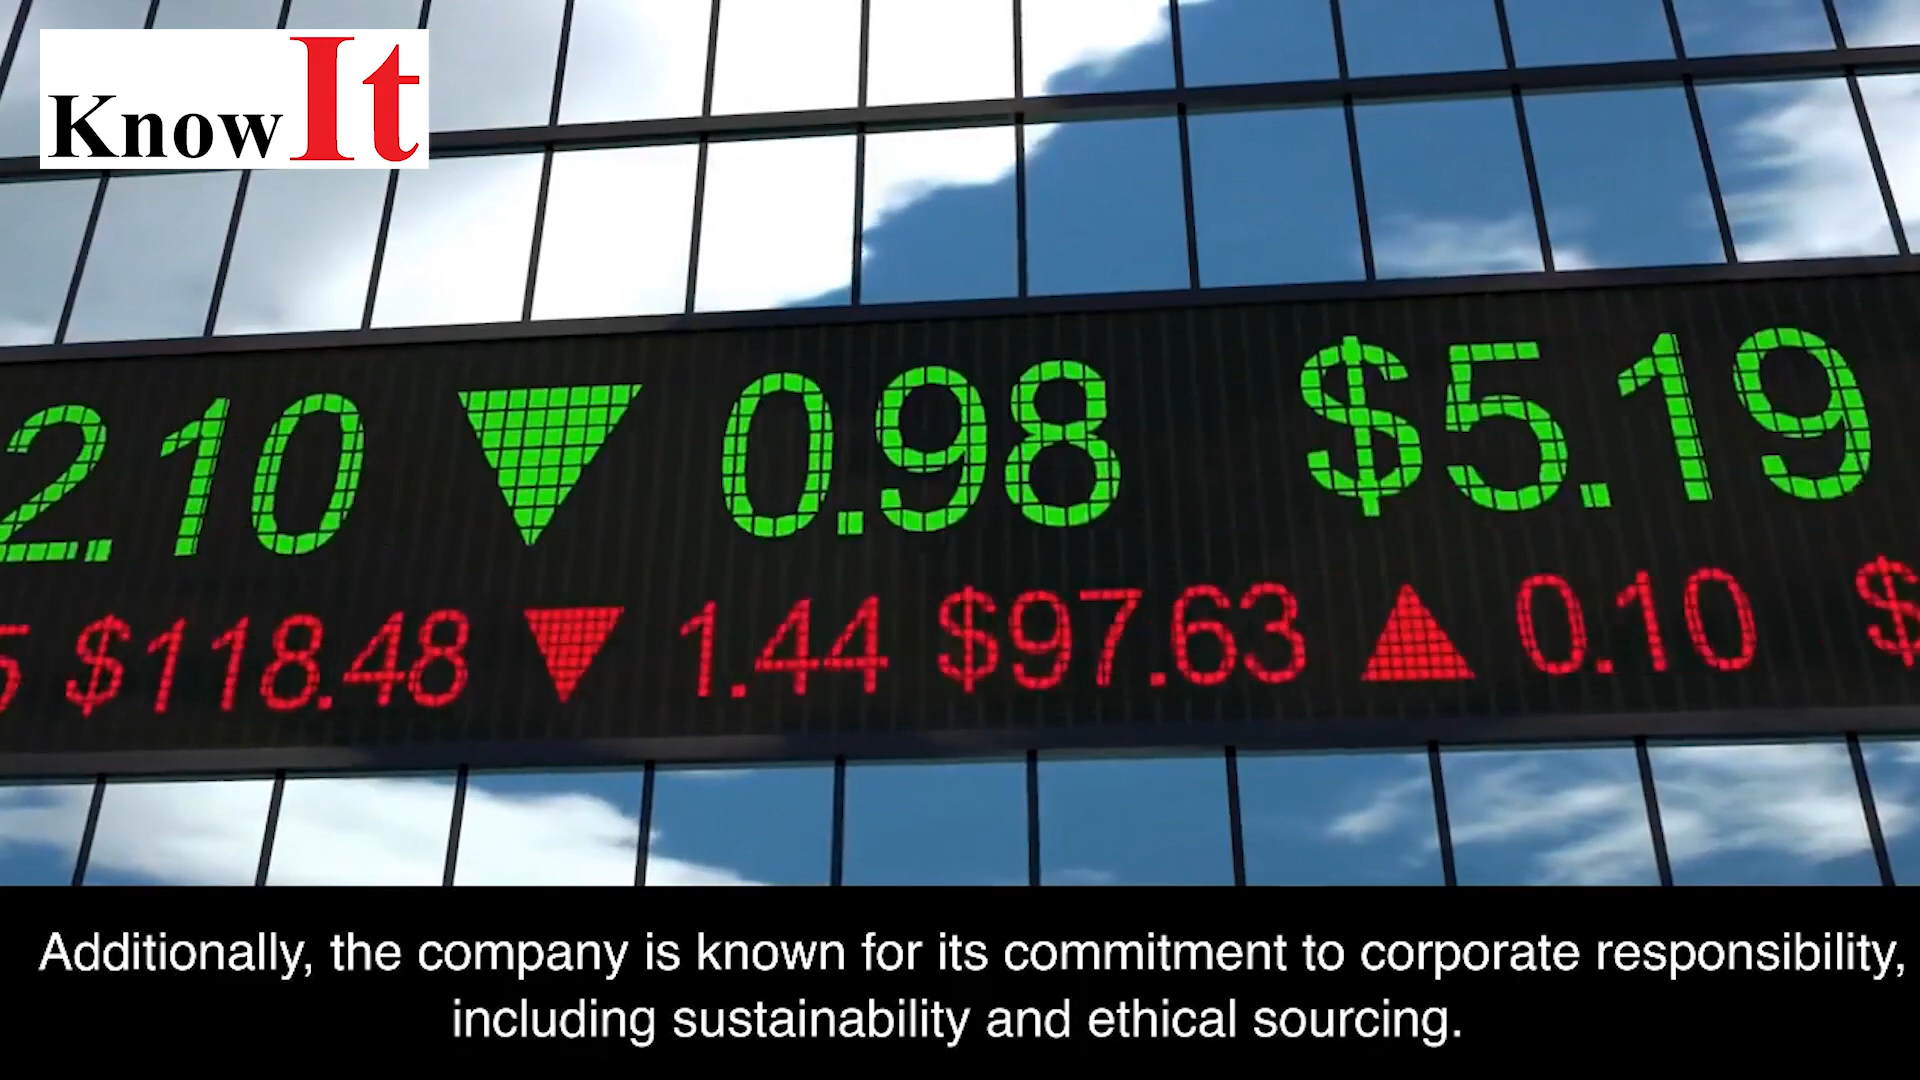 Know It
2.10 ▼ 0.98 $5.19
5 $118.48 ▼ 1.44 $97.63 ▲ 0.10 $
Additionally, the company is known for its commitment to corporate responsibility,
including sustainability and ethical sourcing.